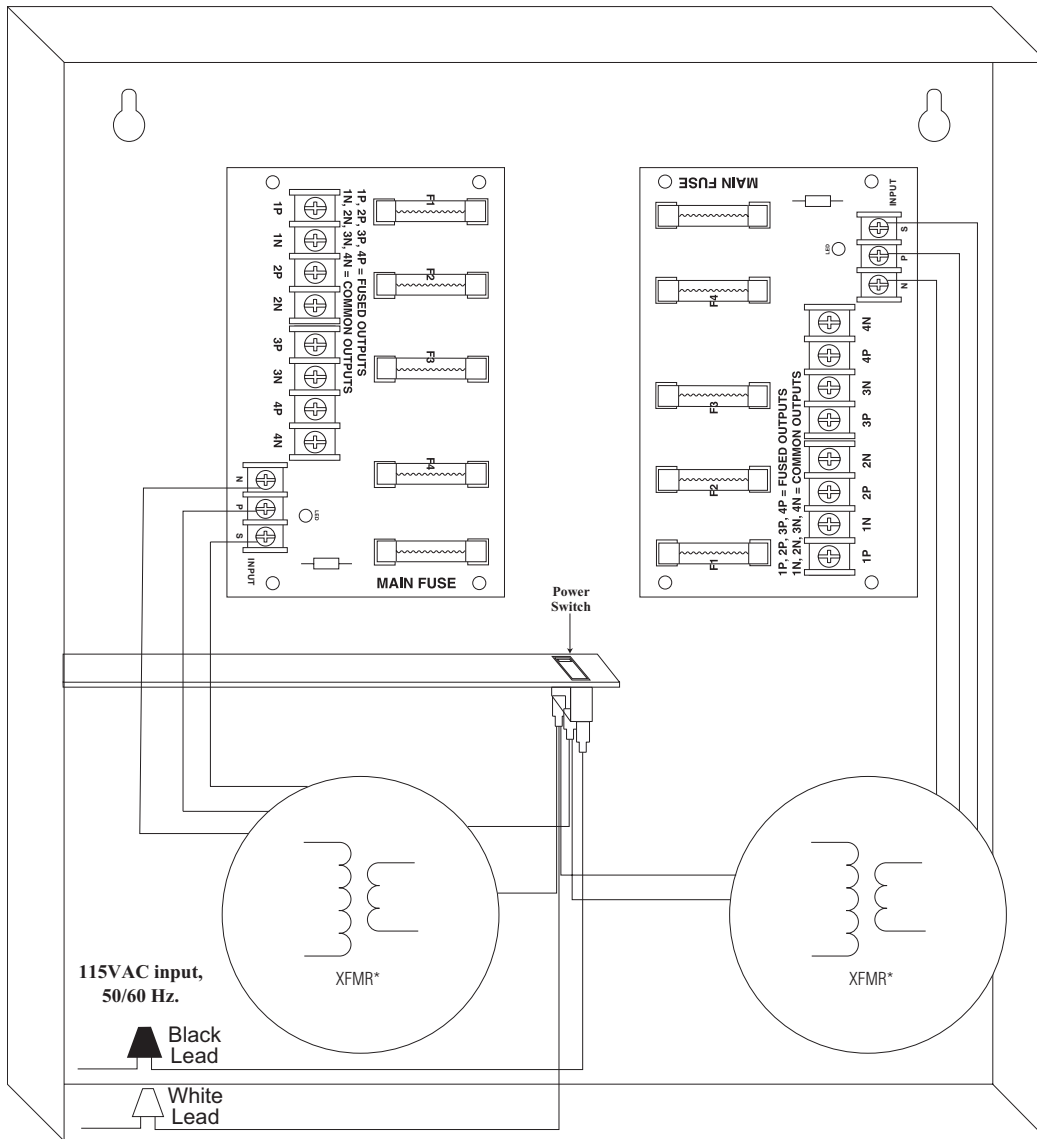 1P
1N
2P
2N
3P
3N
4P
4N
1P, 2P, 3P, 4P = FUSED OUTPUTS
1N, 2N, 3N, 4N = COMMON OUTPUTS
F1
F2
F3
F4
N
P
S
INPUT
LED
MAIN FUSE
MAIN FUSE
INPUT
S
P
N
LED
F4
F3
F2
F1
4N
4P
3N
3P
2N
2P
1N
1P
1P, 2P, 3P, 4P = FUSED OUTPUTS
1N, 2N, 3N, 4N = COMMON OUTPUTS
Power
Switch
XFMR*
XFMR*
115VAC input,
50/60 Hz.
Black
Lead
White
Lead